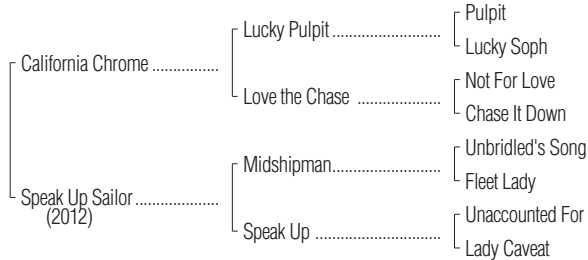 Pulpit
Lucky Pulpit ........................
Lucky Soph
California Chrome ...............
Not For Love
Love the Chase ..................
Chase It Down
Unbridled's Song
Midshipman........................
Fleet Lady
Speak Up Sailor...................
(2012)
Unaccounted For
Speak Up ............................
Lady Caveat